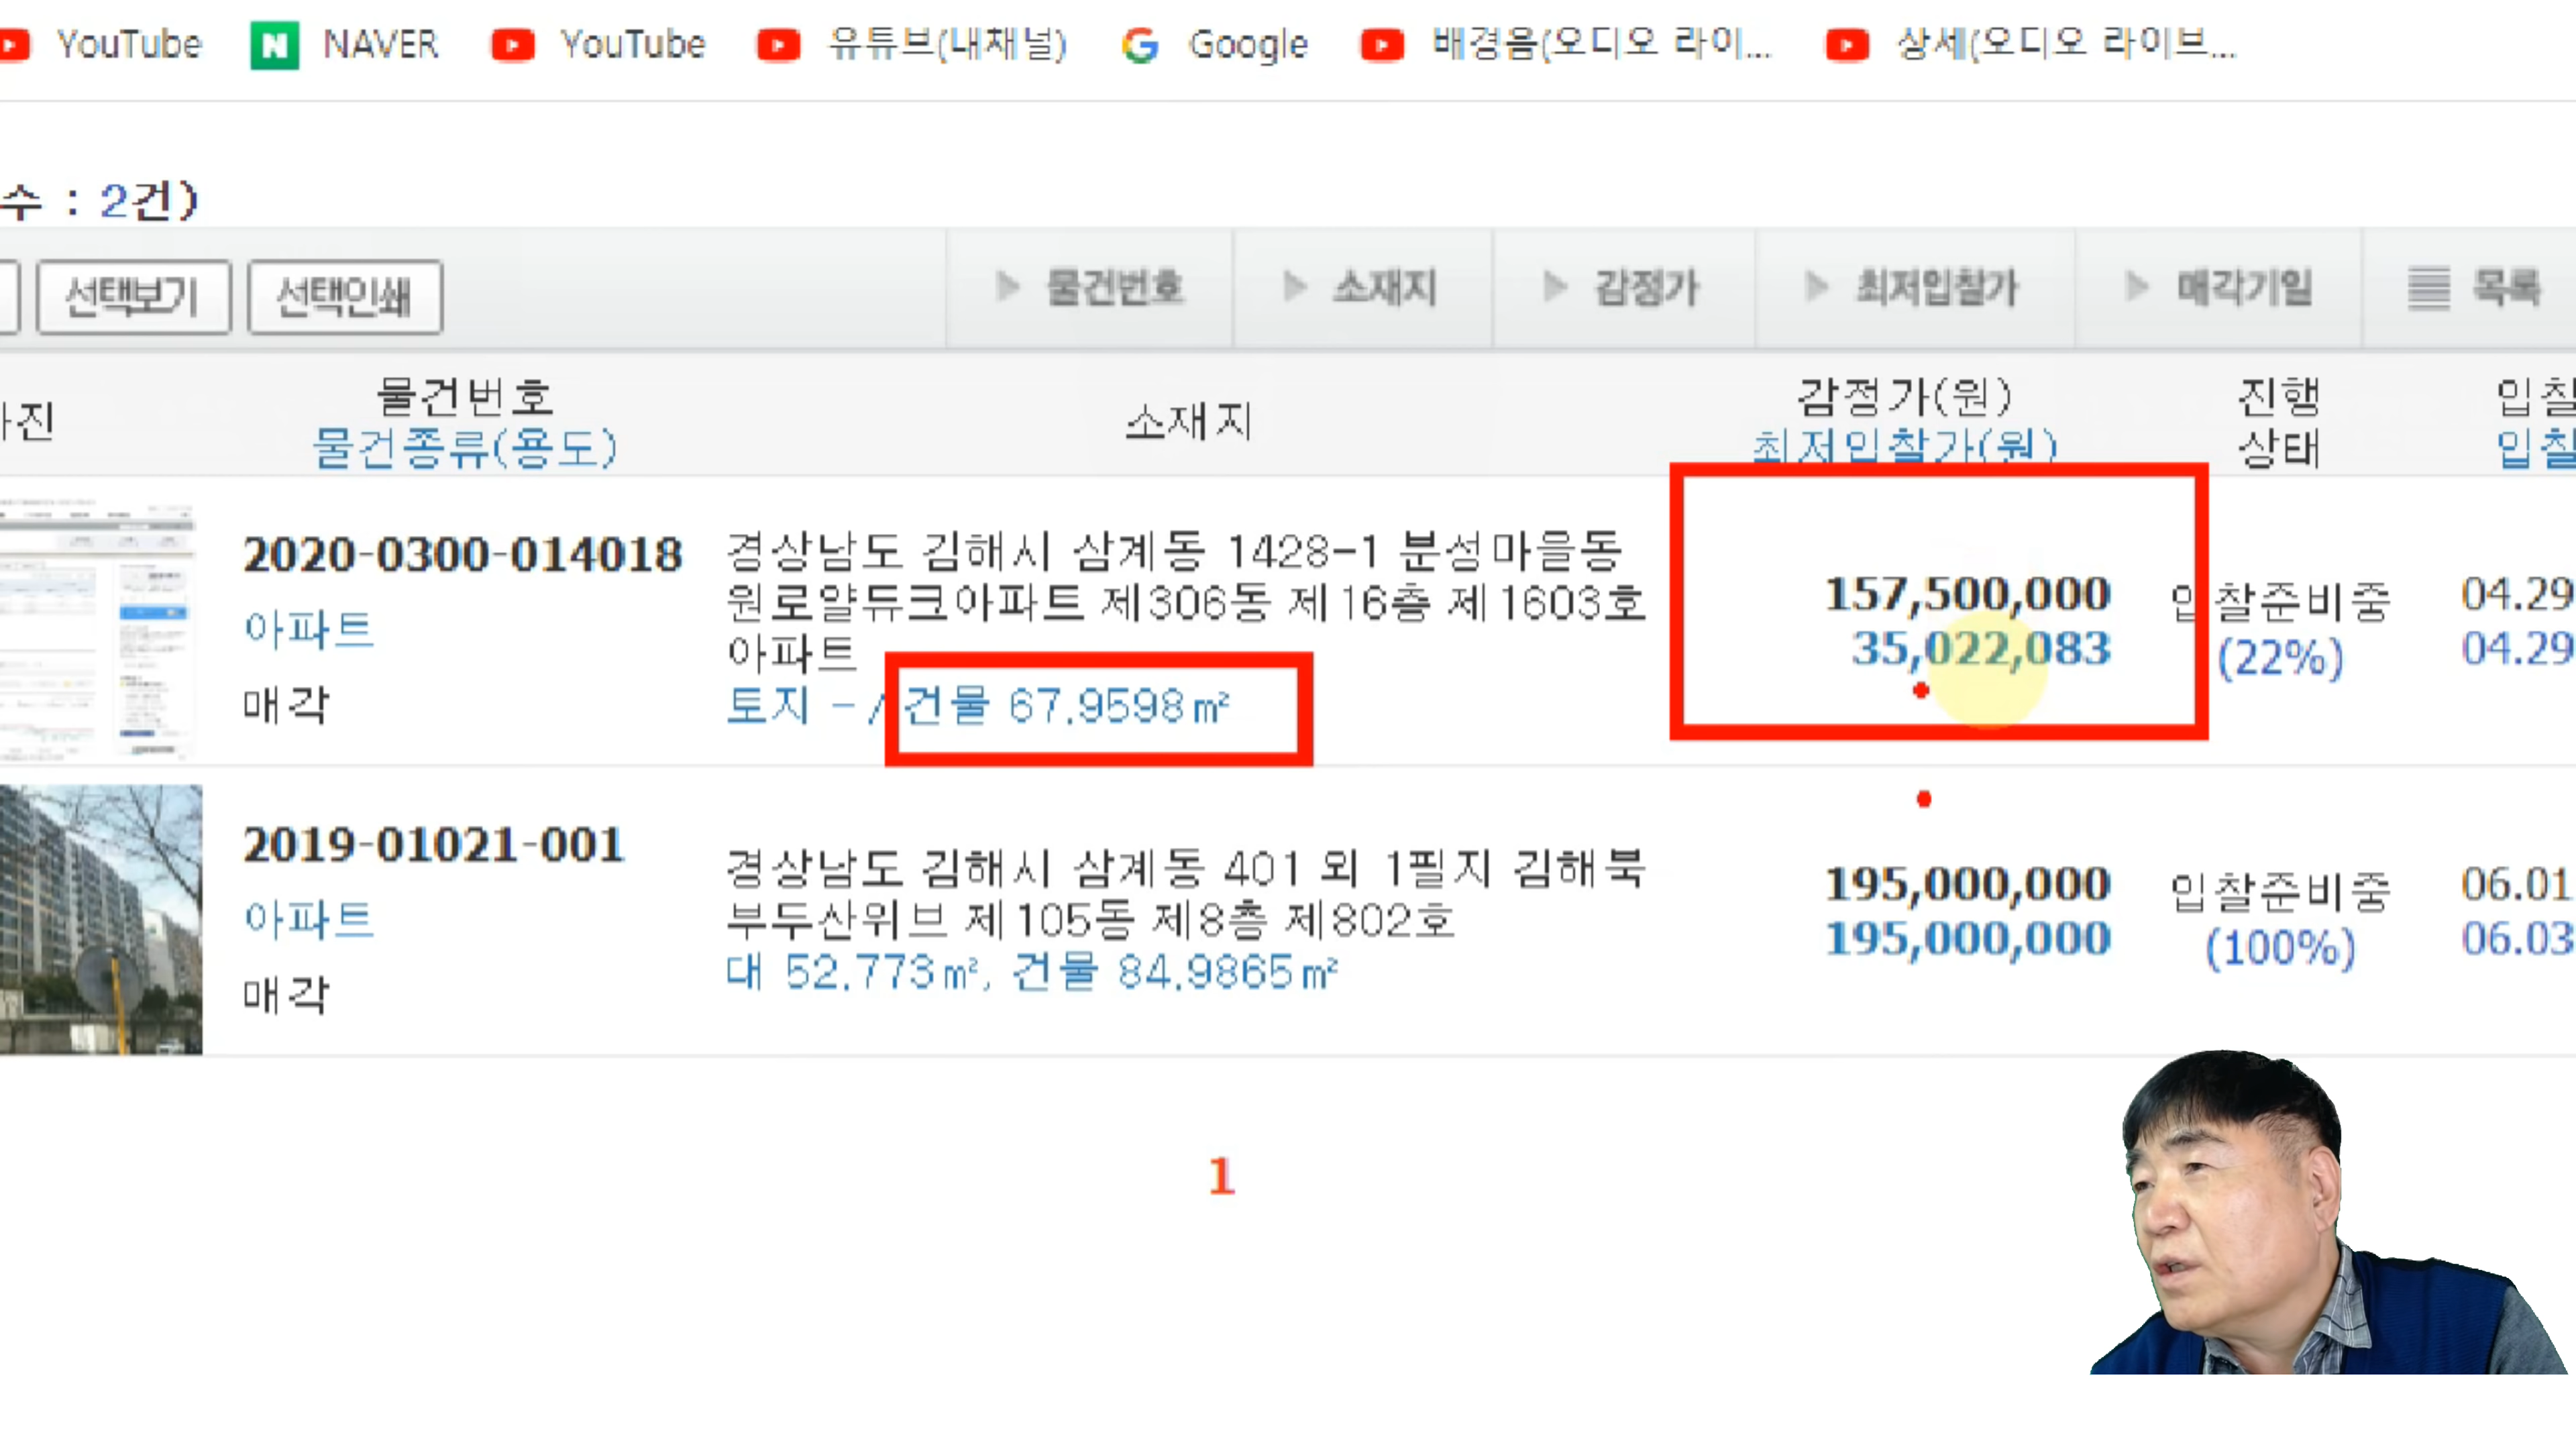 YouTube NAVER YouTube 유튜브(내채널) Google 배경음(오디오 라이... 상세(오디오 라이브...
수 : 2건)
선택보기 선택인쇄 물건번호 소재지 감정가 최저입찰가 매각기일 목록
물건번호
물건종류(용도)
소재지
감정가(원)
최저입찰가(원)
진행
상태
입찰
입찰
2020-0300-014018
아파트
매각
경상남도 김해시 삼계동 1428-1 분성마을동
원로얄듀크아파트 제306동 제16층 제1603호
아파트
토지 - / 건물 67.9598㎡
157,500,000
35,022,083
입찰준비중
(22%)
04.29
04.29
2019-01021-001
아파트
매각
경상남도 김해시 삼계동 401 외 1필지 김해북
부두산위브 제105동 제8층 제802호
대 52.773㎡, 건물 84.9865㎡
195,000,000
195,000,000
입찰준비중
(100%)
06.01
06.03
1